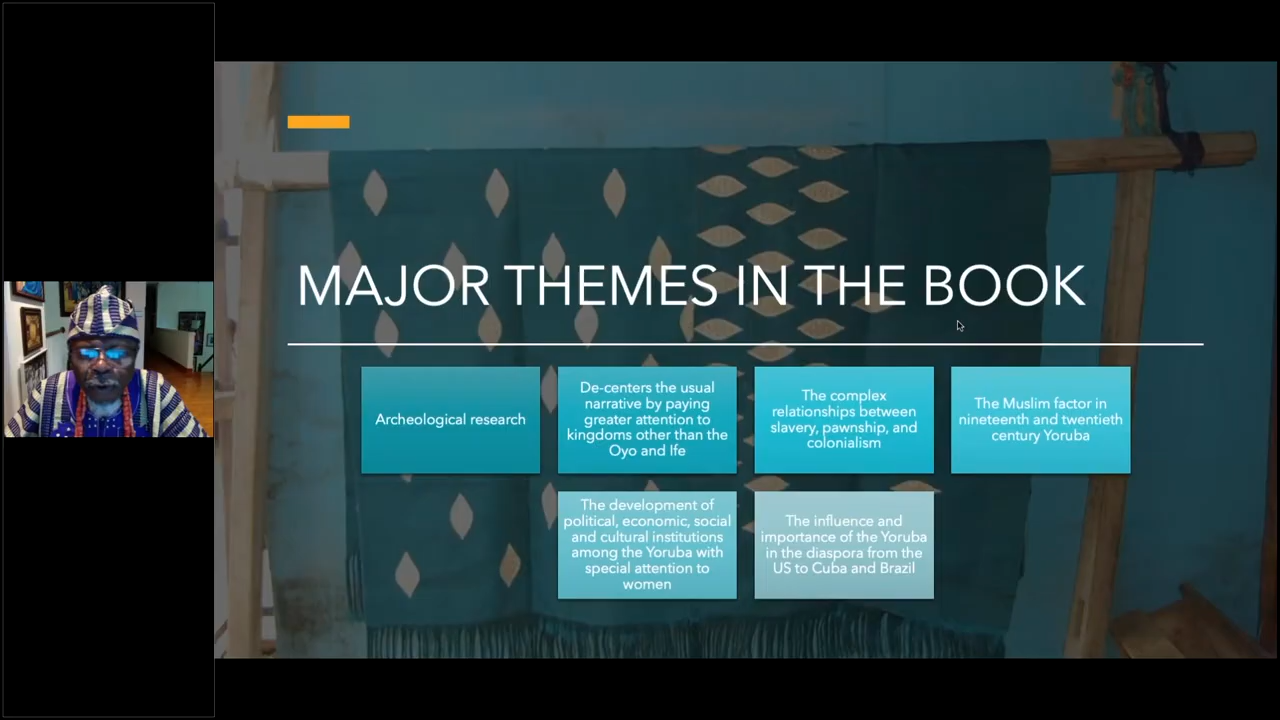 MAJOR THEMES IN THE BOOK
Archeological research
De-centers the usual
narrative by paying
greater attention to
kingdoms other than the
Oyo and Ife
The complex
relationships between
slavery, pawnship, and
colonialism
The Muslim factor in
nineteenth and twentieth
century Yoruba
The development of
political, economic, social
and cultural institutions
among the Yoruba with
special attention to
women
The influence and
importance of the Yoruba
in the diaspora from the
US to Cuba and Brazil